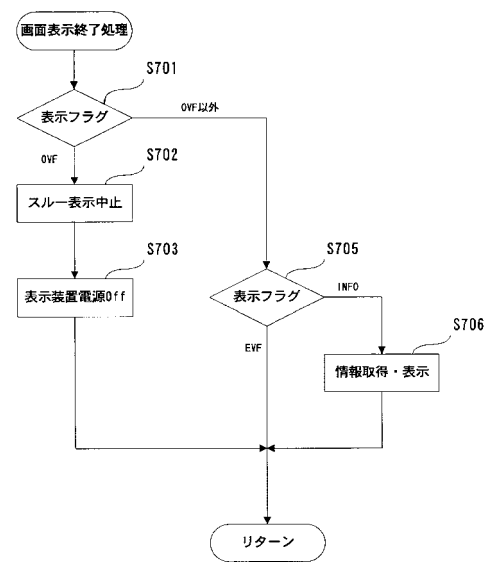 画面表示終了処理
S701
表示フラグ
OVF以外
OVF
S702
スルー表示中止
S703
表示装置電源Off
S705
表示フラグ
INFO
EVF
S706
情報取得・表示
リターン